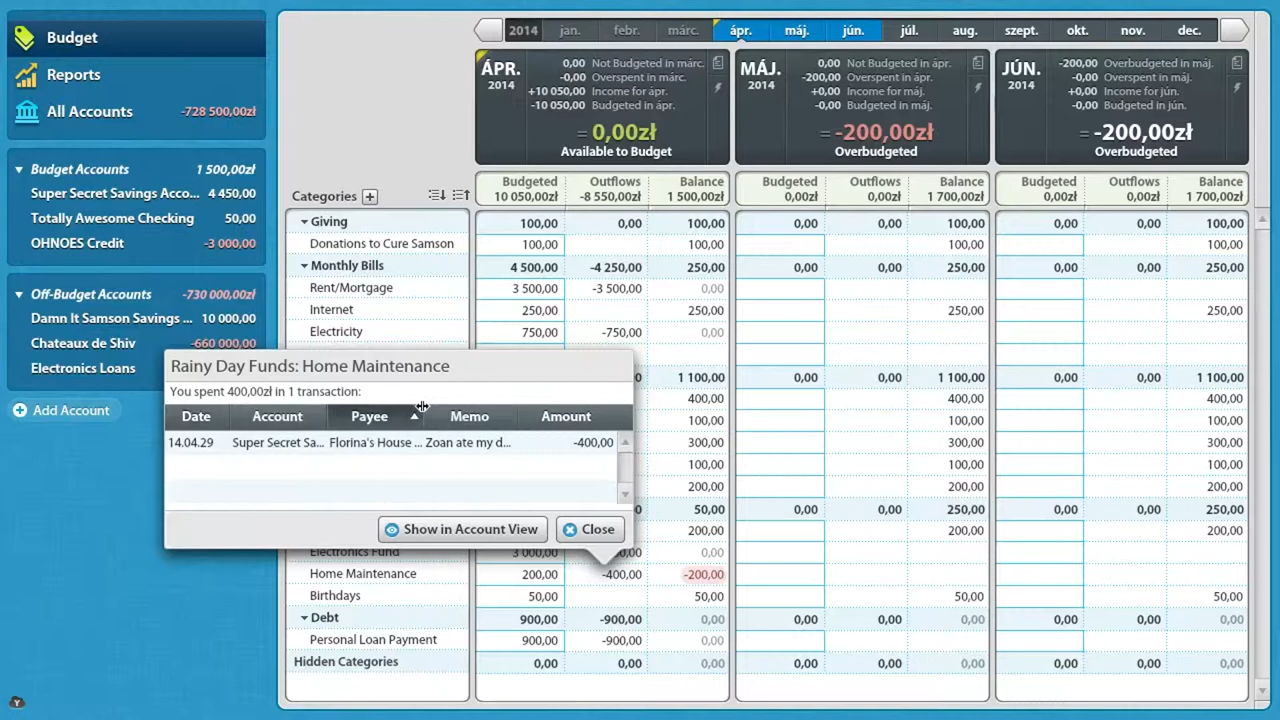 Budget
Reports
All Accounts -728 500,00zł
Budget Accounts 1 500,00zł
Super Secret Savings Acco... 4 450,00
Totally Awesome Checking 50,00
OHNOES Credit -3 000,00
Off-Budget Accounts -730 000,00zł
Damn It Samson Savings ... 10 000,00
Chateaux de Shiv -660 000,00
Electronics Loans
Add Account
2014 jan. febr. márc. ápr. máj. jún. júl. aug. szept. okt. nov. dec.
ÁPR. 2014
0,00 Not Budgeted in márc.
-0,00 Overspent in márc.
+10 050,00 Income for ápr.
-10 050,00 Budgeted in ápr.
= 0,00zł
Available to Budget
MÁJ. 2014
0,00 Not Budgeted in ápr.
-200,00 Overspent in ápr.
+0,00 Income for máj.
-0,00 Budgeted in máj.
= -200,00zł
Overbudgeted
JÚN. 2014
-200,00 Overbudgeted in máj.
-0,00 Overspent in máj.
+0,00 Income for jún.
-0,00 Budgeted in jún.
= -200,00zł
Overbudgeted
Categories +
Budgeted Outflows Balance Budgeted Outflows Balance Budgeted Outflows Balance
10 050,00zł -8 550,00zł 1 500,00zł 0,00zł 0,00zł 1 700,00zł 0,00zł 0,00zł 1 700,00zł
Giving 100,00 0,00 100,00 0,00 0,00 100,00 0,00 0,00 100,00
Donations to Cure Samson 100,00 100,00 100,00 100,00
Monthly Bills 4 500,00 -4 250,00 250,00 0,00 0,00 250,00 0,00 0,00 250,00
Rent/Mortgage 3 500,00 -3 500,00 0,00
Internet 250,00 250,00 250,00 250,00
Electricity 750,00 -750,00 0,00
1 100,00 0,00 0,00 1 100,00 0,00 0,00 1 100,00
400,00 400,00 400,00
100,00 100,00 100,00
300,00 300,00 300,00
100,00 100,00 100,00
200,00 200,00 200,00
50,00 0,00 0,00 250,00 0,00 0,00 250,00
200,00 200,00 200,00
Rainy Day Funds: Home Maintenance
You spent 400,00zł in 1 transaction:
Date Account Payee Memo Amount
14.04.29 Super Secret Sa... Florina's House ... Zoan ate my d... -400,00
Show in Account View Close
Electronics Fund 3 000,00 0,00
Home Maintenance 200,00 -400,00 -200,00
Birthdays 50,00 50,00 50,00 50,00
Debt 900,00 -900,00 0,00 0,00 0,00 0,00 0,00 0,00 0,00
Personal Loan Payment 900,00 -900,00 0,00
Hidden Categories 0,00 0,00 0,00 0,00 0,00 0,00 0,00 0,00 0,00